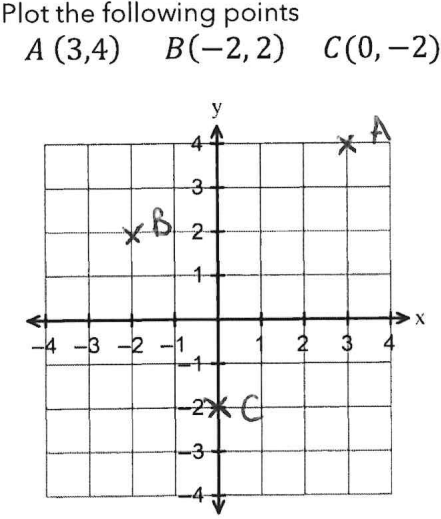 Plot the following points
A (3,4) B(−2, 2) C(0, −2)
y
4
A
3
B
2
1
x
−4 −3 −2 −1 1 2 3 4
−1
−2
C
−3
−4